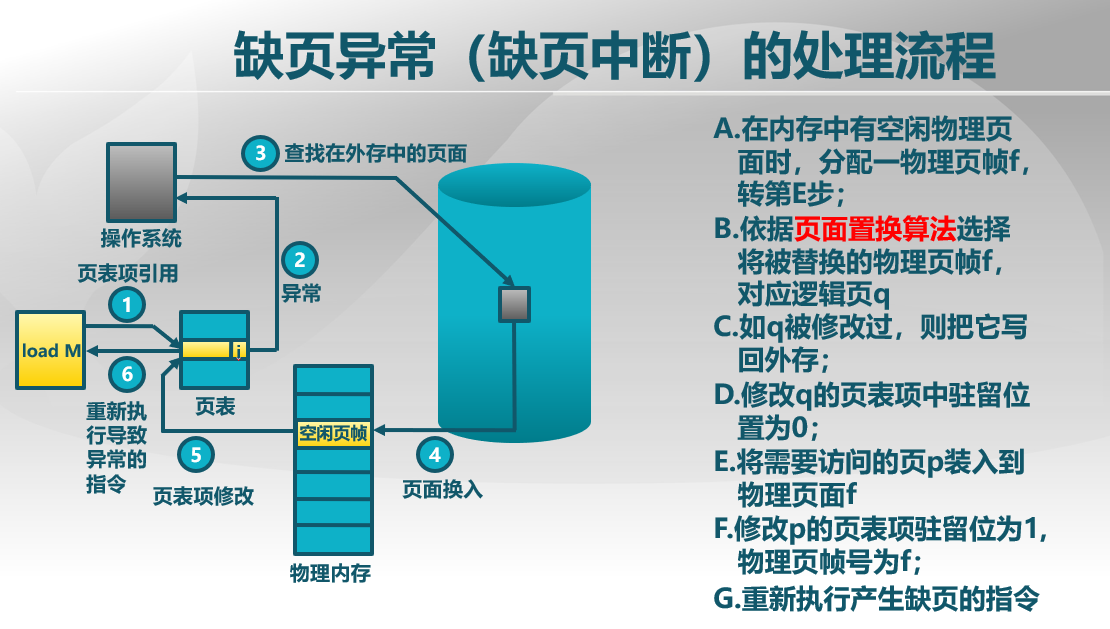 缺页异常（缺页中断）的处理流程
3 查找在外存中的页面
操作系统
2
异常
页表项引用
1
load M
i
6
重新执
行导致
异常的
指令
页表
5
页表项修改
空闲页帧
4
页面换入
物理内存
A.在内存中有空闲物理页
面时，分配一物理页帧f，
转第E步；
B.依据页面置换算法选择
将被替换的物理页帧f，
对应逻辑页q
C.如q被修改过，则把它写
回外存；
D.修改q的页表项中驻留位
置为0；
E.将需要访问的页p装入到
物理页面f
F.修改p的页表项驻留位为1，
物理页帧号为f；
G.重新执行产生缺页的指令